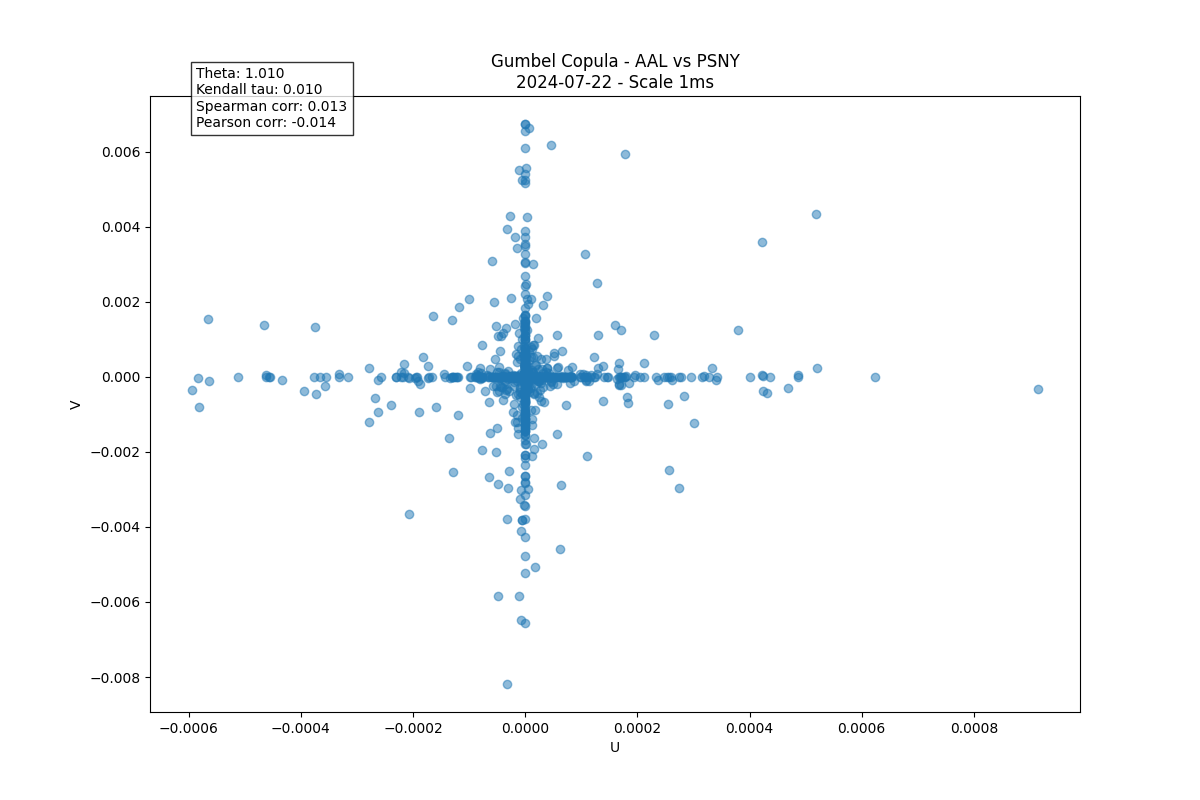 Gumbel Copula - AAL vs PSNY
2024-07-22 - Scale 1ms
Theta: 1.010
Kendall tau: 0.010
Spearman corr: 0.013
Pearson corr: -0.014
V
0.006
0.004
0.002
0.000
−0.002
−0.004
−0.006
−0.008
−0.0006
−0.0004
−0.0002
0.0000
0.0002
0.0004
0.0006
0.0008
U